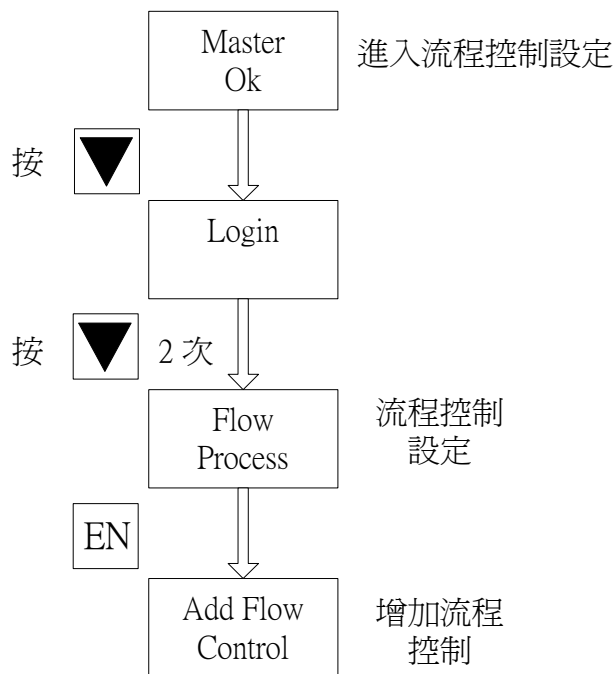 Master
Ok
進入流程控制設定
按
Login
按
2 次
Flow
Process
流程控制
設定
EN
Add Flow
Control
增加流程
控制